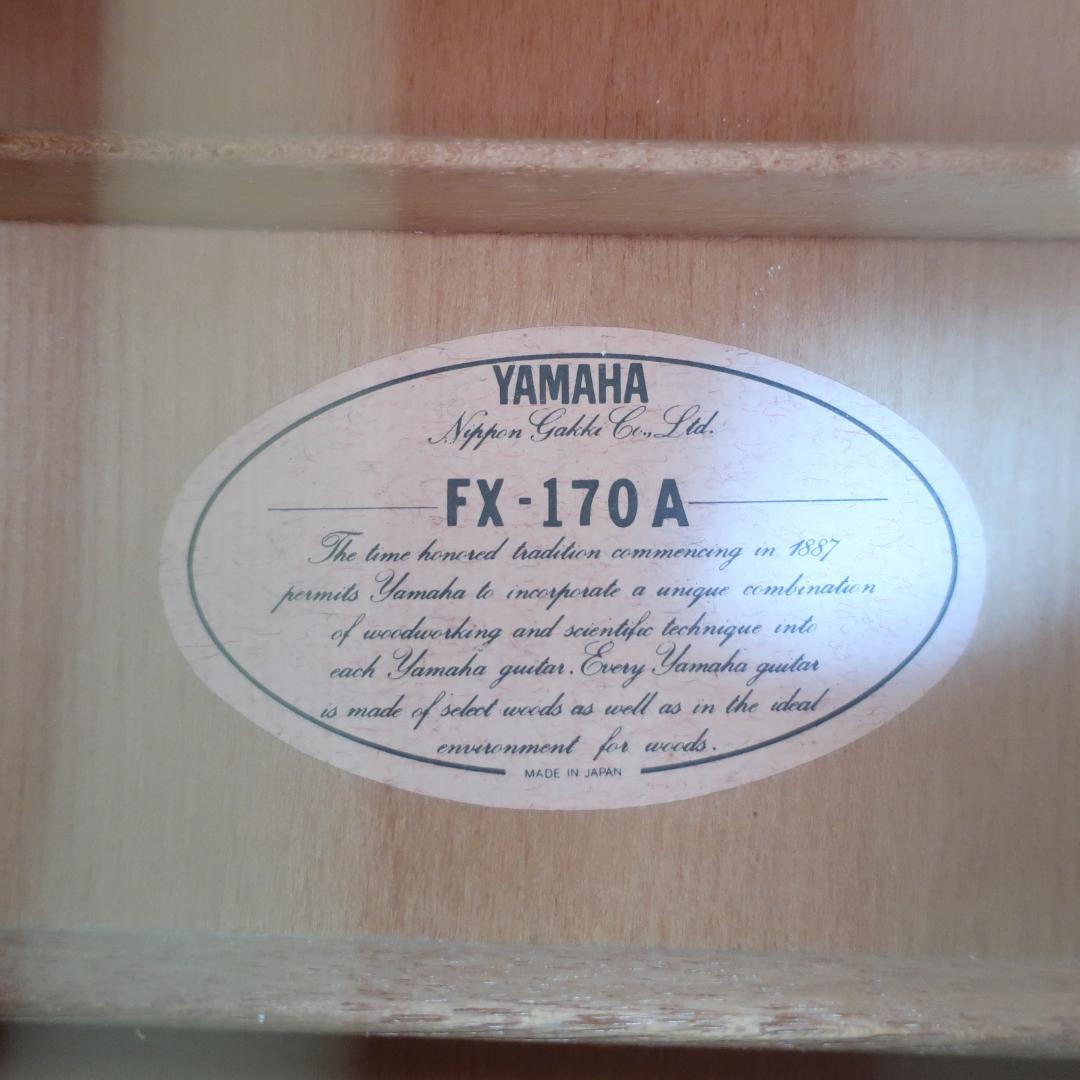 YAMAHA
Nippon Gakki Co., Ltd.
FX-170A
The time honored tradition commencing in 1887
permits Yamaha to incorporate a unique combination
of woodworking and scientific technique into
each Yamaha guitar. Every Yamaha guitar
is made of select woods as well as in the ideal
environment for woods.
MADE IN JAPAN